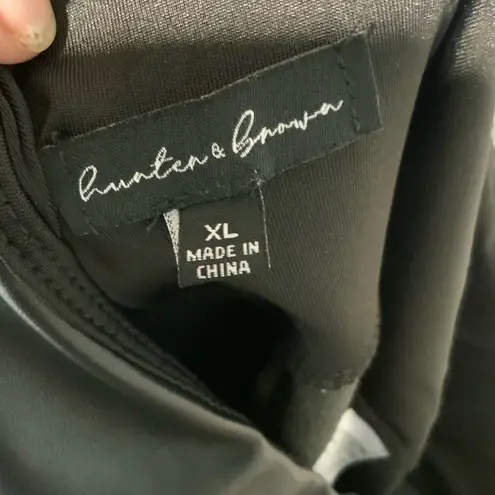 hunter & brown
XL
MADE IN
CHINA